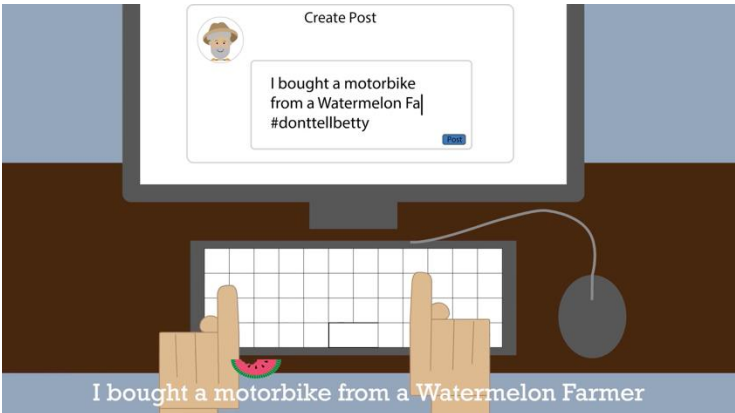 Create Post
I bought a motorbike
from a Watermelon Fa
#donttellbetty
Post
I bought a motorbike from a Watermelon Farmer